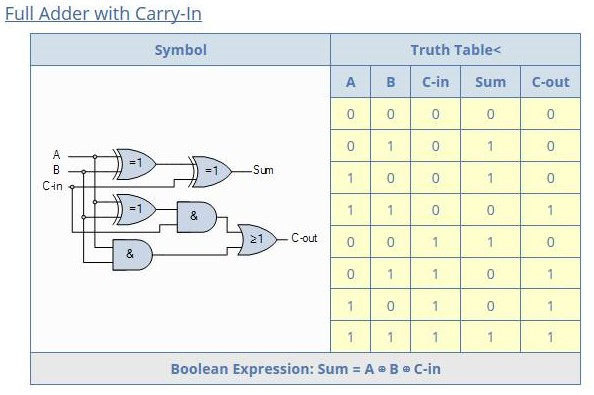 Full Adder with Carry-In
Symbol
Truth Table<
A B C-in Sum C-out
0 0 0 0 0
0 1 0 1 0
1 0 0 1 0
1 1 0 0 1
0 0 1 1 0
0 1 1 0 1
1 0 1 0 1
1 1 1 1 1
A
B
C-in
=1
=1
Sum
=1
&
≥1
C-out
&
Boolean Expression: Sum = A ⊕ B ⊕ C-in